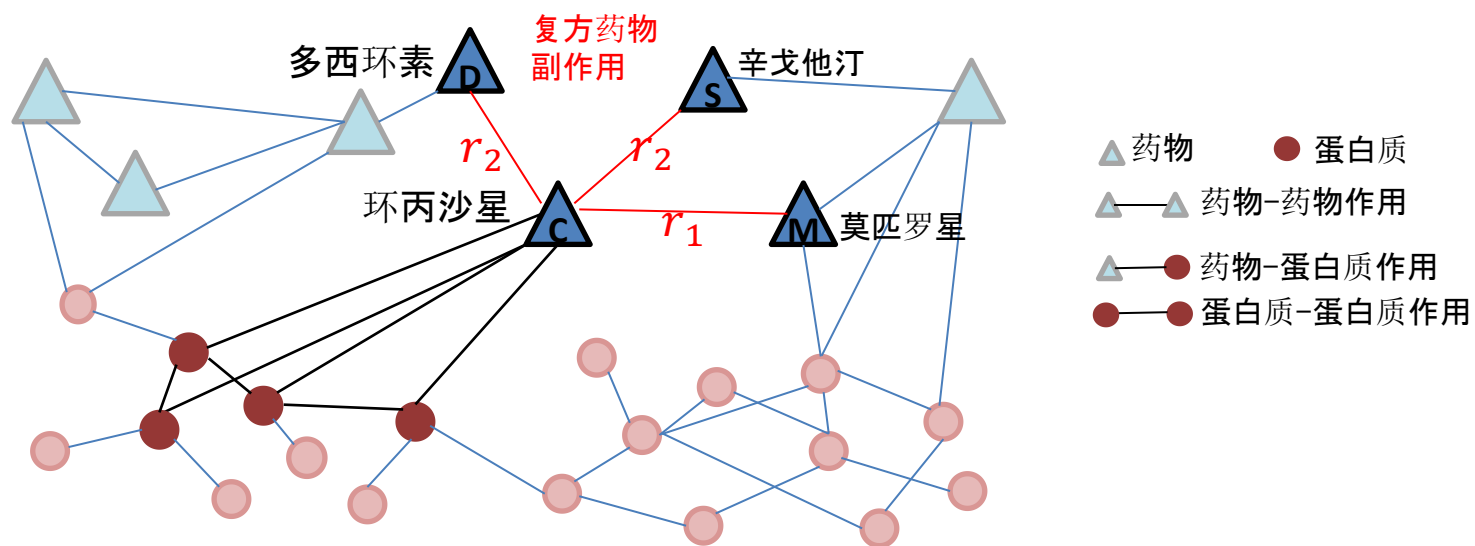 复方药物
副作用
多西环素
D
S
辛戈他汀
r₂
r₂
环丙沙星
C
r₁
M
莫匹罗星
药物
蛋白质
药物-药物作用
药物-蛋白质作用
蛋白质-蛋白质作用